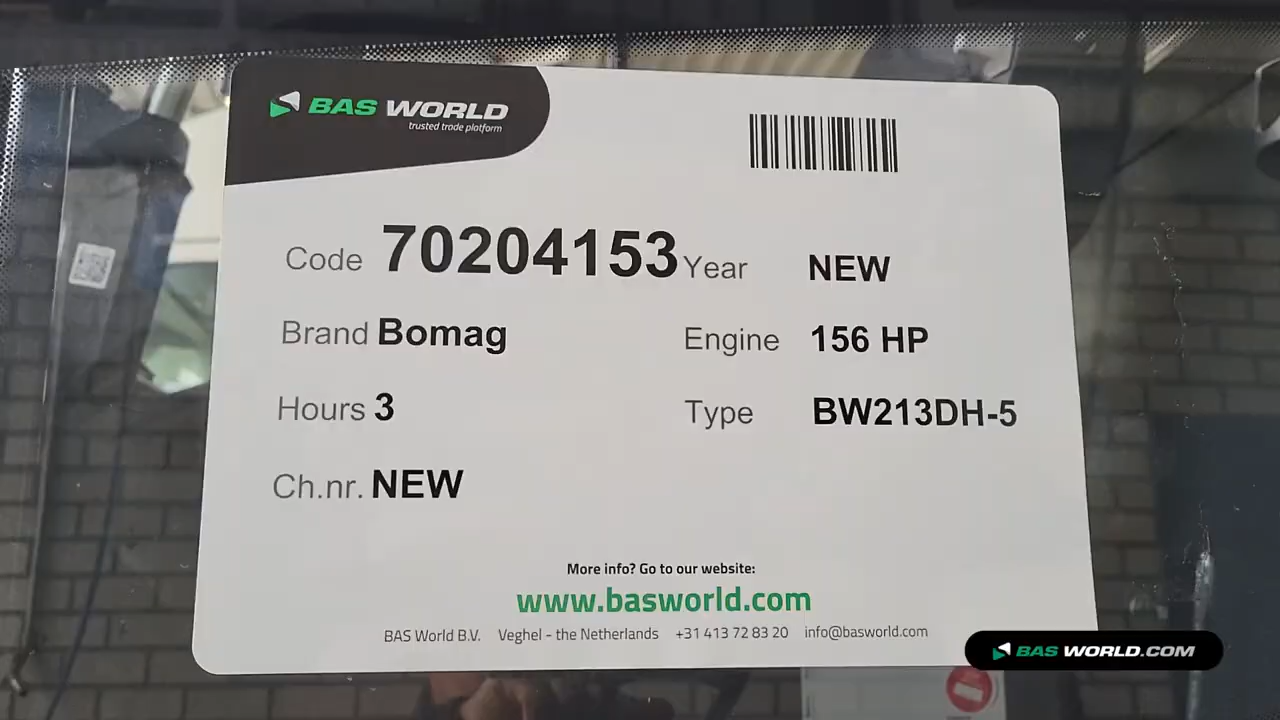 BAS WORLD
trusted trade platform
Code 70204153 Year NEW
Brand Bomag Engine 156 HP
Hours 3 Type BW213DH-5
Ch.nr. NEW
More info? Go to our website:
www.basworld.com
BAS World B.V. Veghel - the Netherlands +31 413 72 83 20 info@basworld.com
BAS WORLD.COM